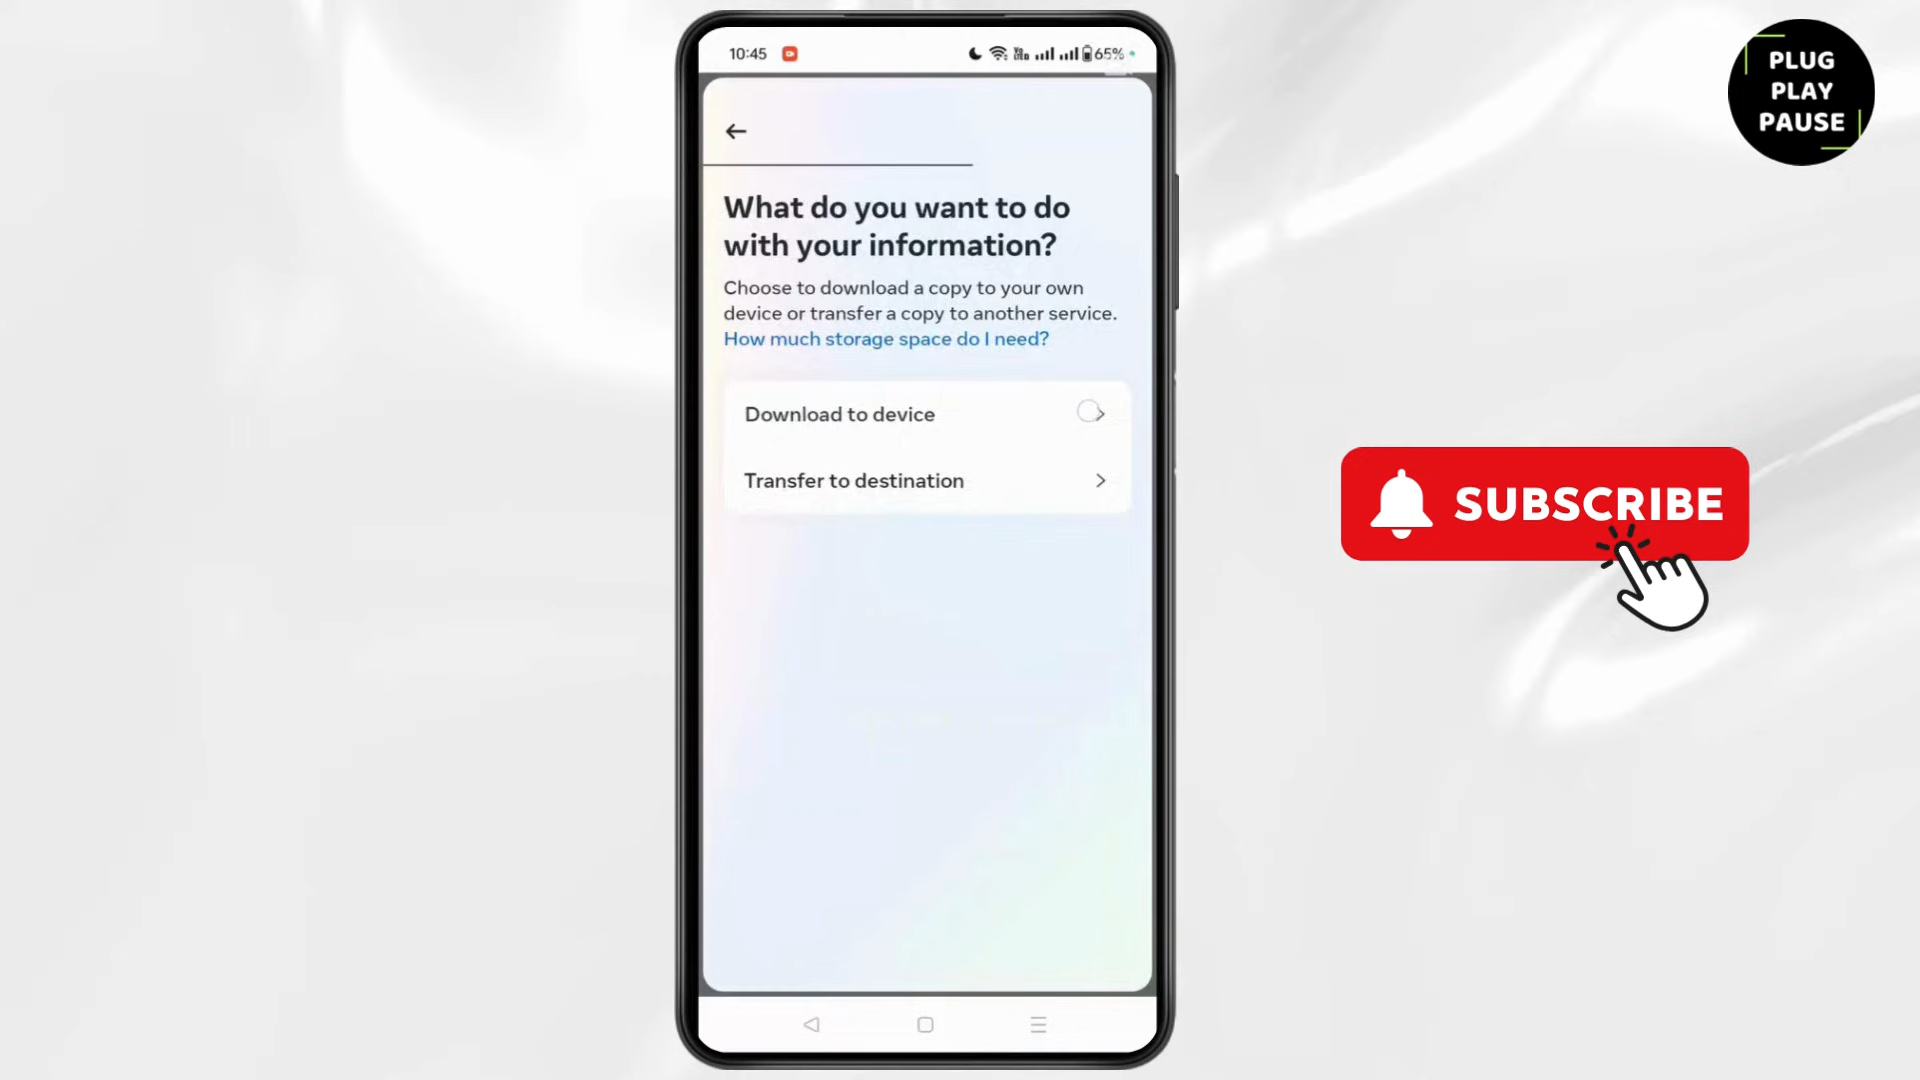 10:45
65%
PLUG
PLAY
PAUSE
What do you want to do
with your information?
Choose to download a copy to your own
device or transfer a copy to another service.
How much storage space do I need?
Download to device
Transfer to destination
SUBSCRIBE